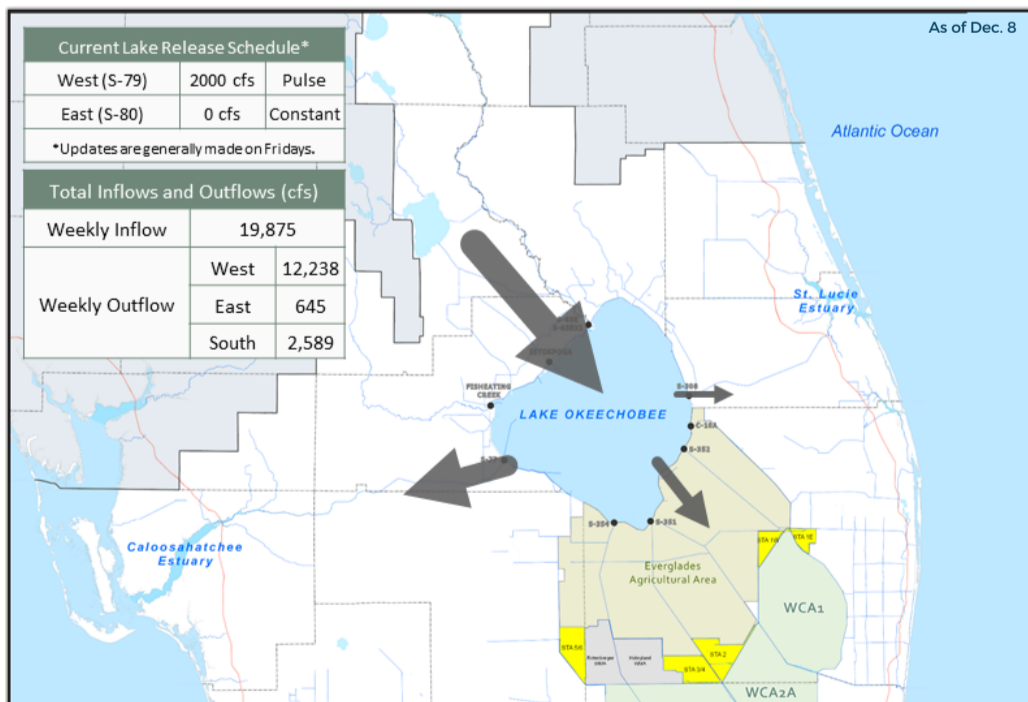 As of Dec. 8
Current Lake Release Schedule*
West (S-79) 2000 cfs Pulse
East (S-80) 0 cfs Constant
*Updates are generally made on Fridays.
Total Inflows and Outflows (cfs)
Weekly Inflow 19,875
Weekly Outflow
West 12,238
East 645
South 2,589
Atlantic Ocean
St. Lucie
Estuary
FISHEATING
CREEK
LAKE OKEECHOBEE
S-308
C-10A
S-352
S-77
S-354
S-351
Caloosahatchee
Estuary
Everglades
Agricultural Area
STA 1W
STA 1E
WCA1
STA 5/6
STA 2
STA 3/4
WCA2A